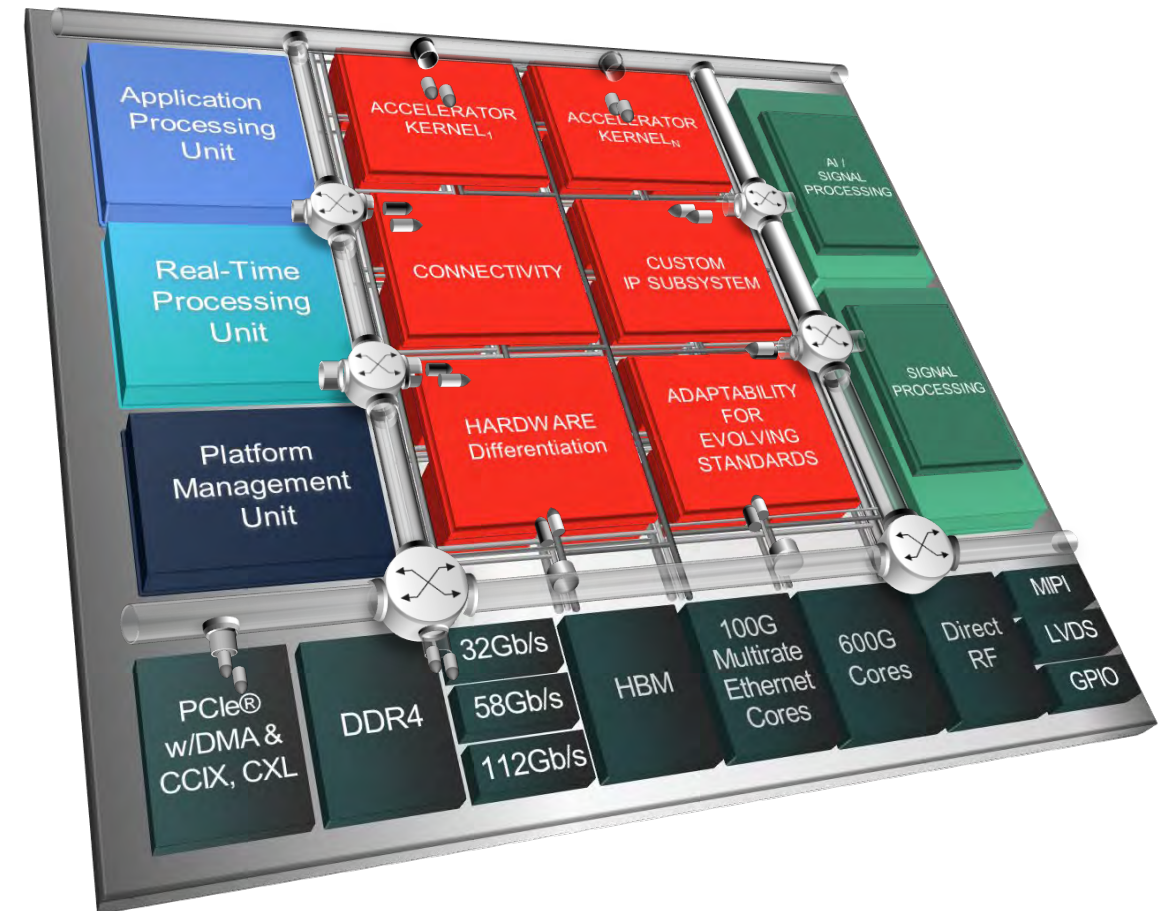 Application
Processing
Unit
Real-Time
Processing
Unit
Platform
Management
Unit
ACCELERATOR
KERNEL₁
ACCELERATOR
KERNELN
CONNECTIVITY
CUSTOM
IP SUBSYSTEM
HARDWARE
Differentiation
ADAPTABILITY
FOR
EVOLVING
STANDARDS
AI /
SIGNAL
PROCESSING
SIGNAL
PROCESSING
PCIe®
w/DMA &
CCIX, CXL
DDR4
32Gb/s
58Gb/s
112Gb/s
HBM
100G
Multirate
Ethernet
Cores
600G
Cores
Direct
RF
MIPI
LVDS
GPIO